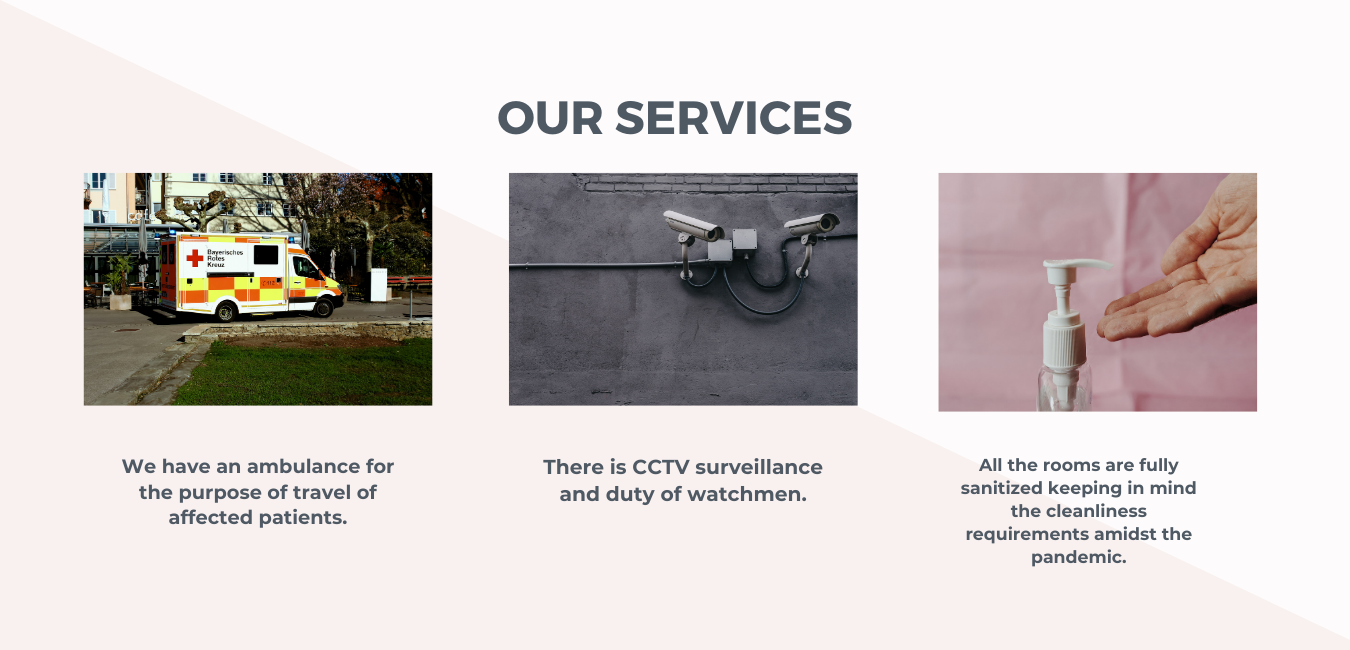 OUR SERVICES
Bayerisches
Rotes
Kreuz
We have an ambulance for
the purpose of travel of
affected patients.
There is CCTV surveillance
and duty of watchmen.
All the rooms are fully
sanitized keeping in mind
the cleanliness
requirements amidst the
pandemic.